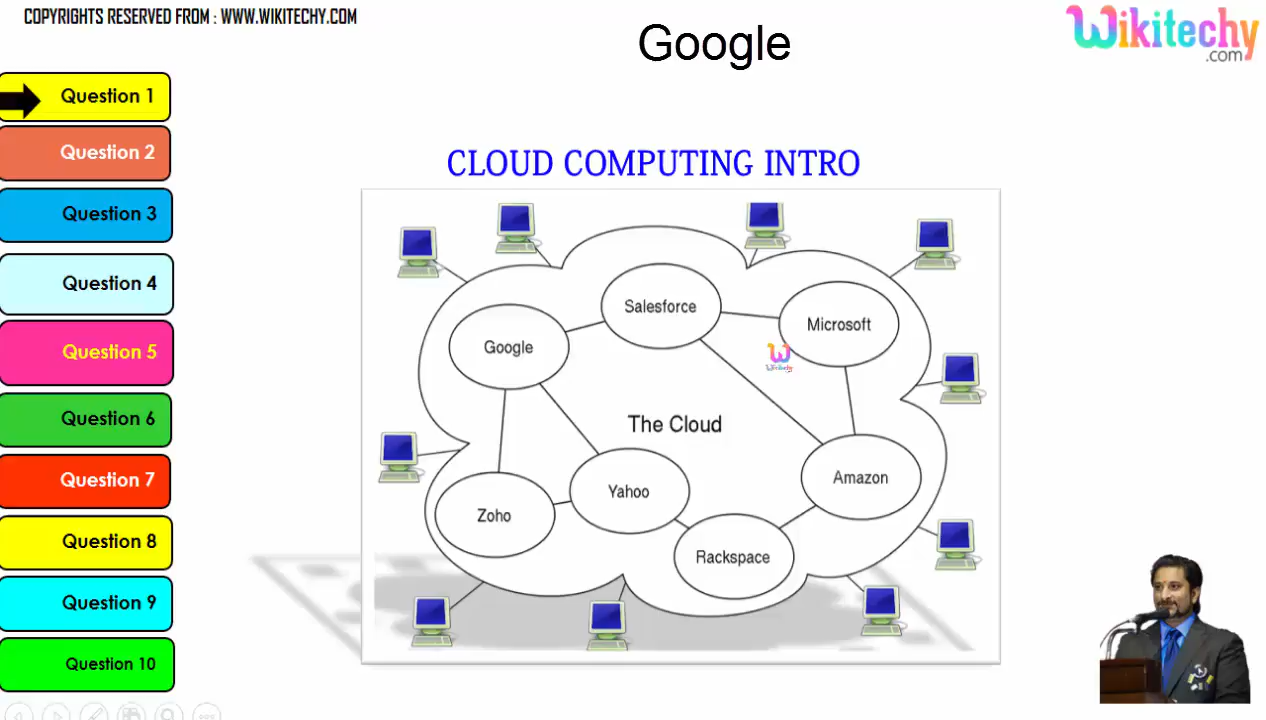 COPYRIGHTS RESERVED FROM : WWW.WIKITECHY.COM
Google
Wikitechy
.com
Question 1
Question 2
Question 3
Question 4
Question 5
Question 6
Question 7
Question 8
Question 9
Question 10
CLOUD COMPUTING INTRO
Salesforce
Microsoft
Google
Wikitechy
The Cloud
Amazon
Yahoo
Zoho
Rackspace